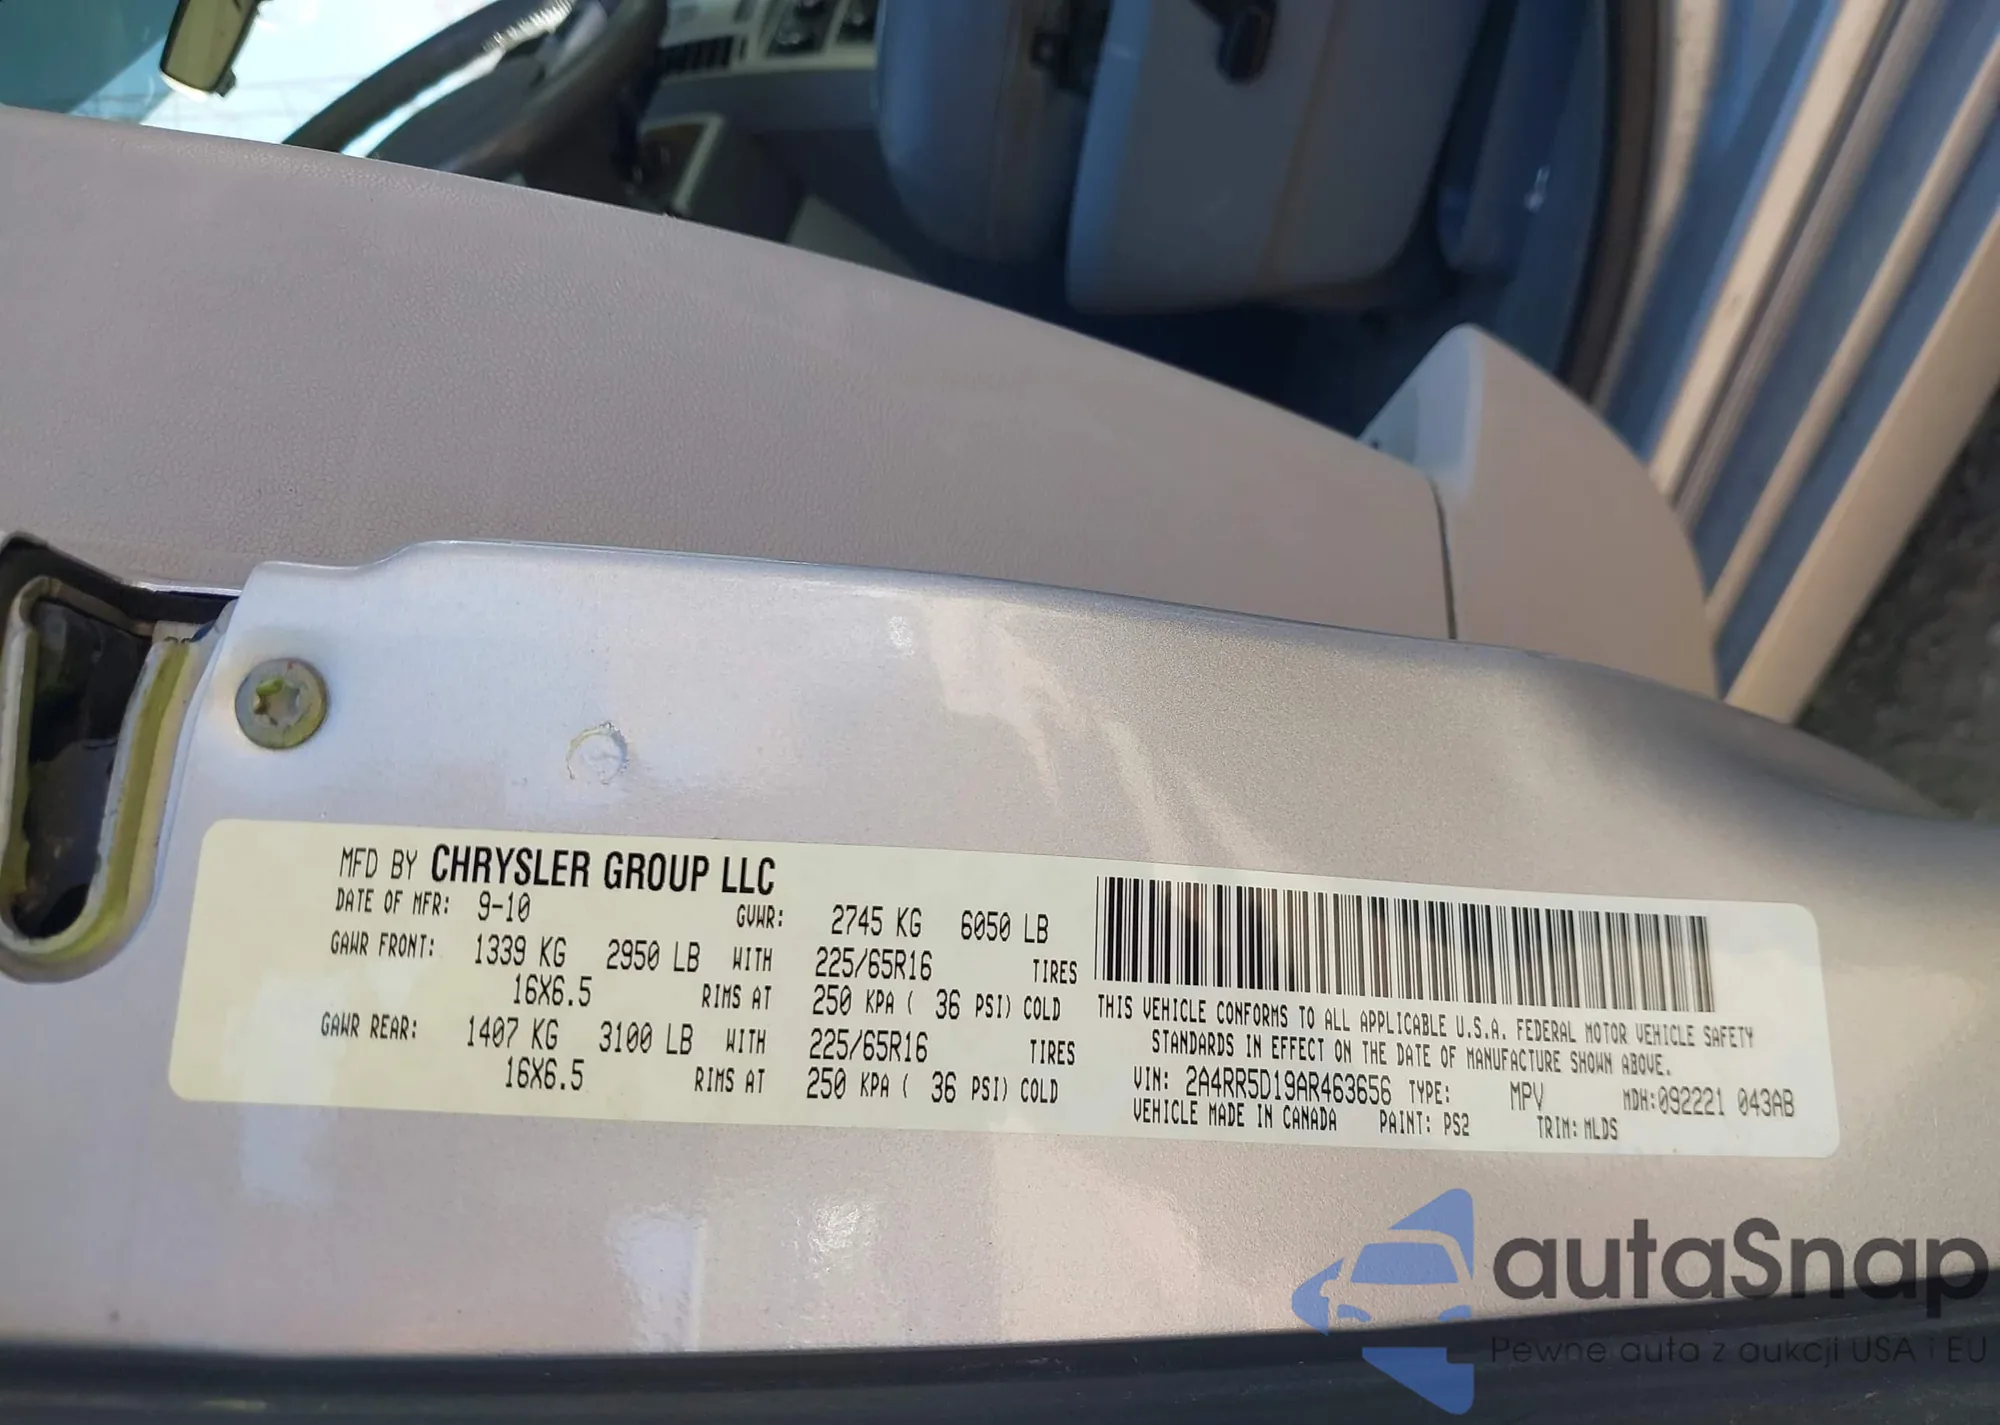 MFD BY CHRYSLER GROUP LLC
DATE OF MFR: 9-10 GVWR: 2745 KG 6050 LB
GAWR FRONT: 1339 KG 2950 LB WITH 225/65R16 TIRES
16X6.5 RIMS AT 250 KPA ( 36 PSI) COLD
GAWR REAR: 1407 KG 3100 LB WITH 225/65R16 TIRES
16X6.5 RIMS AT 250 KPA ( 36 PSI) COLD
THIS VEHICLE CONFORMS TO ALL APPLICABLE U.S.A. FEDERAL MOTOR VEHICLE SAFETY
STANDARDS IN EFFECT ON THE DATE OF MANUFACTURE SHOWN ABOVE.
VIN: 2A4RR5D19AR463656 TYPE: MPV MDH:092221 043AB
VEHICLE MADE IN CANADA PAINT: PS2 TRIM: MLDS
autaSnap
Pewne auta z aukcji USA i EU